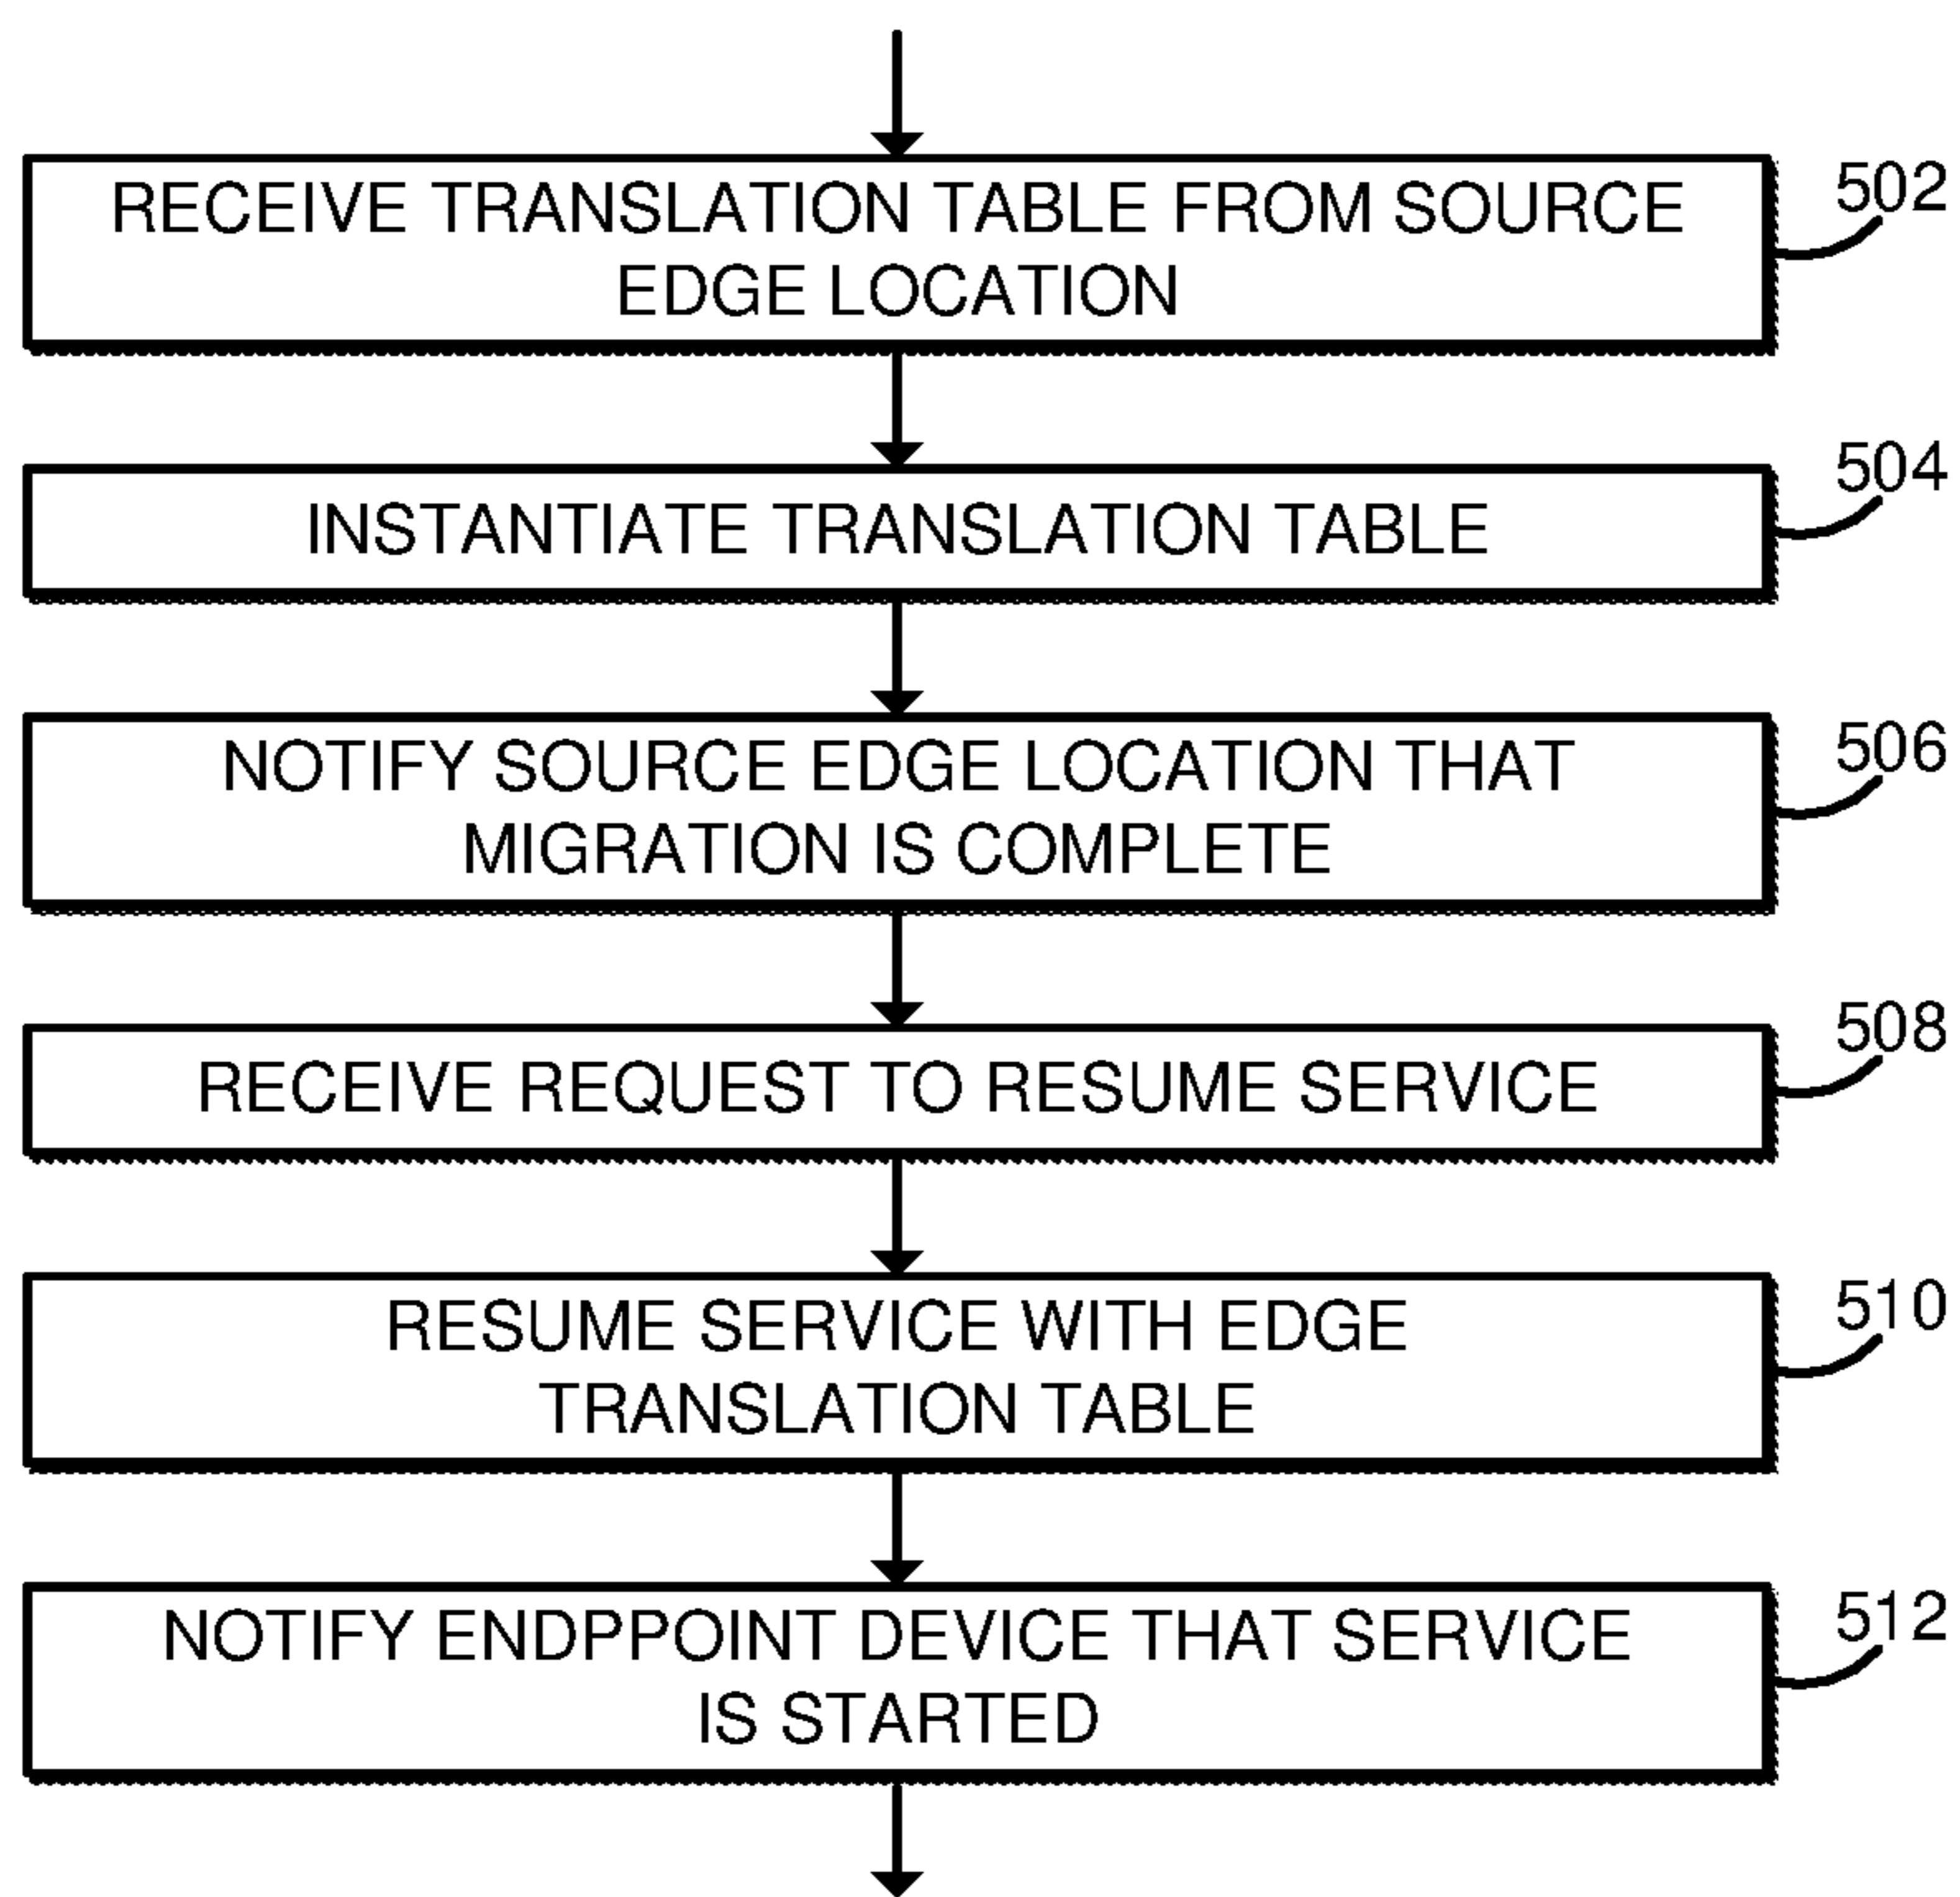 RECEIVE TRANSLATION TABLE FROM SOURCE
EDGE LOCATION
502
INSTANTIATE TRANSLATION TABLE
504
NOTIFY SOURCE EDGE LOCATION THAT
MIGRATION IS COMPLETE
506
RECEIVE REQUEST TO RESUME SERVICE
508
RESUME SERVICE WITH EDGE
TRANSLATION TABLE
510
NOTIFY ENDPPOINT DEVICE THAT SERVICE
IS STARTED
512